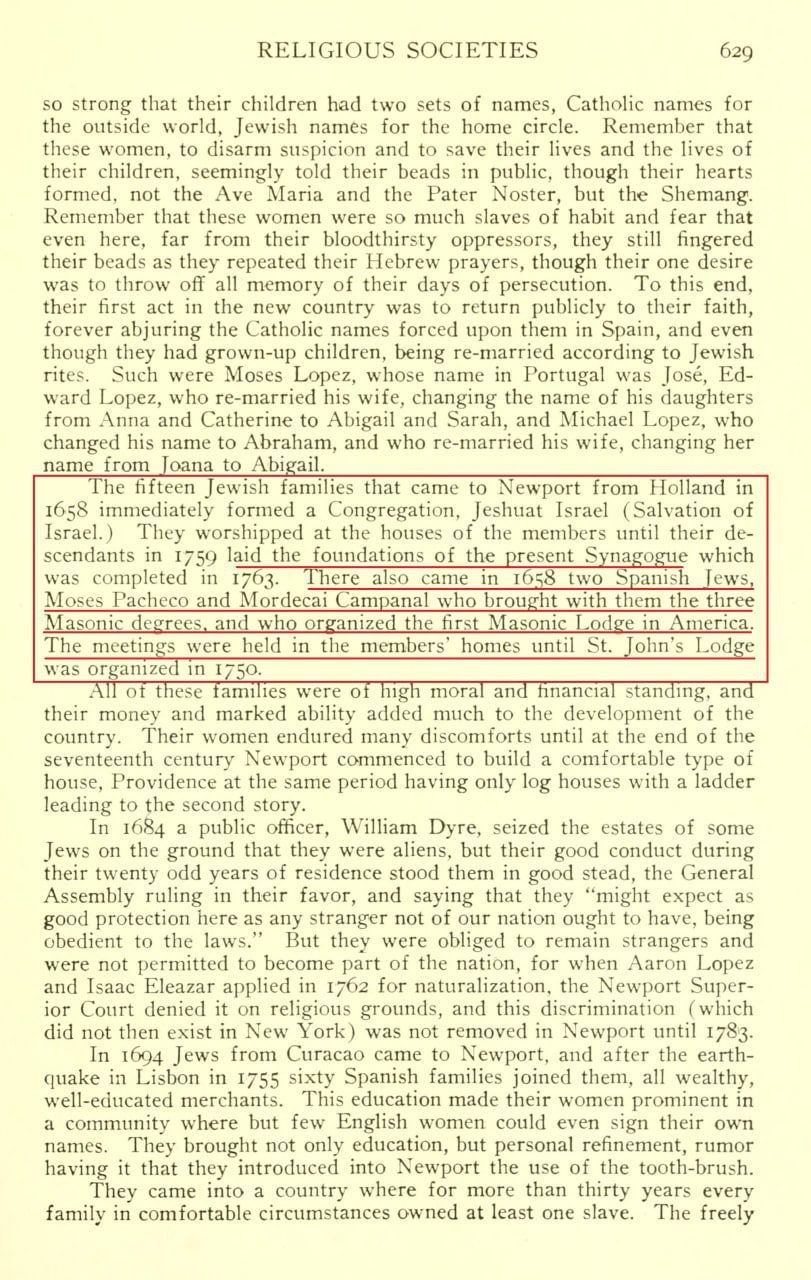 RELIGIOUS SOCIETIES 629
so strong that their children had two sets of names, Catholic names for
the outside world, Jewish names for the home circle. Remember that
these women, to disarm suspicion and to save their lives and the lives of
their children, seemingly told their beads in public, though their hearts
formed, not the Ave Maria and the Pater Noster, but the Shemang.
Remember that these women were so much slaves of habit and fear that
even here, far from their bloodthirsty oppressors, they still fingered
their beads as they repeated their Hebrew prayers, though their one desire
was to throw off all memory of their days of persecution. To this end,
their first act in the new country was to return publicly to their faith,
forever abjuring the Catholic names forced upon them in Spain, and even
though they had grown-up children, being re-married according to Jewish
rites. Such were Moses Lopez, whose name in Portugal was José, Ed-
ward Lopez, who re-married his wife, changing the name of his daughters
from Anna and Catherine to Abigail and Sarah, and Michael Lopez, who
changed his name to Abraham, and who re-married his wife, changing her
name from Joana to Abigail.
The fifteen Jewish families that came to Newport from Holland in
1658 immediately formed a Congregation, Jeshuat Israel (Salvation of
Israel.) They worshipped at the houses of the members until their de-
scendants in 1759 laid the foundations of the present Synagogue which
was completed in 1763. There also came in 1658 two Spanish Jews,
Moses Pacheco and Mordecai Campanal who brought with them the three
Masonic degrees, and who organized the first Masonic Lodge in America.
The meetings were held in the members' homes until St. John's Lodge
was organized in 1750.
All of these families were of high moral and financial standing, and
their money and marked ability added much to the development of the
country. Their women endured many discomforts until at the end of the
seventeenth century Newport commenced to build a comfortable type of
house, Providence at the same period having only log houses with a ladder
leading to the second story.
In 1684 a public officer, William Dyre, seized the estates of some
Jews on the ground that they were aliens, but their good conduct during
their twenty odd years of residence stood them in good stead, the General
Assembly ruling in their favor, and saying that they "might expect as
good protection here as any stranger not of our nation ought to have, being
obedient to the laws." But they were obliged to remain strangers and
were not permitted to become part of the nation, for when Aaron Lopez
and Isaac Eleazar applied in 1762 for naturalization, the Newport Super-
ior Court denied it on religious grounds, and this discrimination (which
did not then exist in New York) was not removed in Newport until 1783.
In 1694 Jews from Curacao came to Newport, and after the earth-
quake in Lisbon in 1755 sixty Spanish families joined them, all wealthy,
well-educated merchants. This education made their women prominent in
a community where but few English women could even sign their own
names. They brought not only education, but personal refinement, rumor
having it that they introduced into Newport the use of the tooth-brush.
They came into a country where for more than thirty years every
family in comfortable circumstances owned at least one slave. The freely